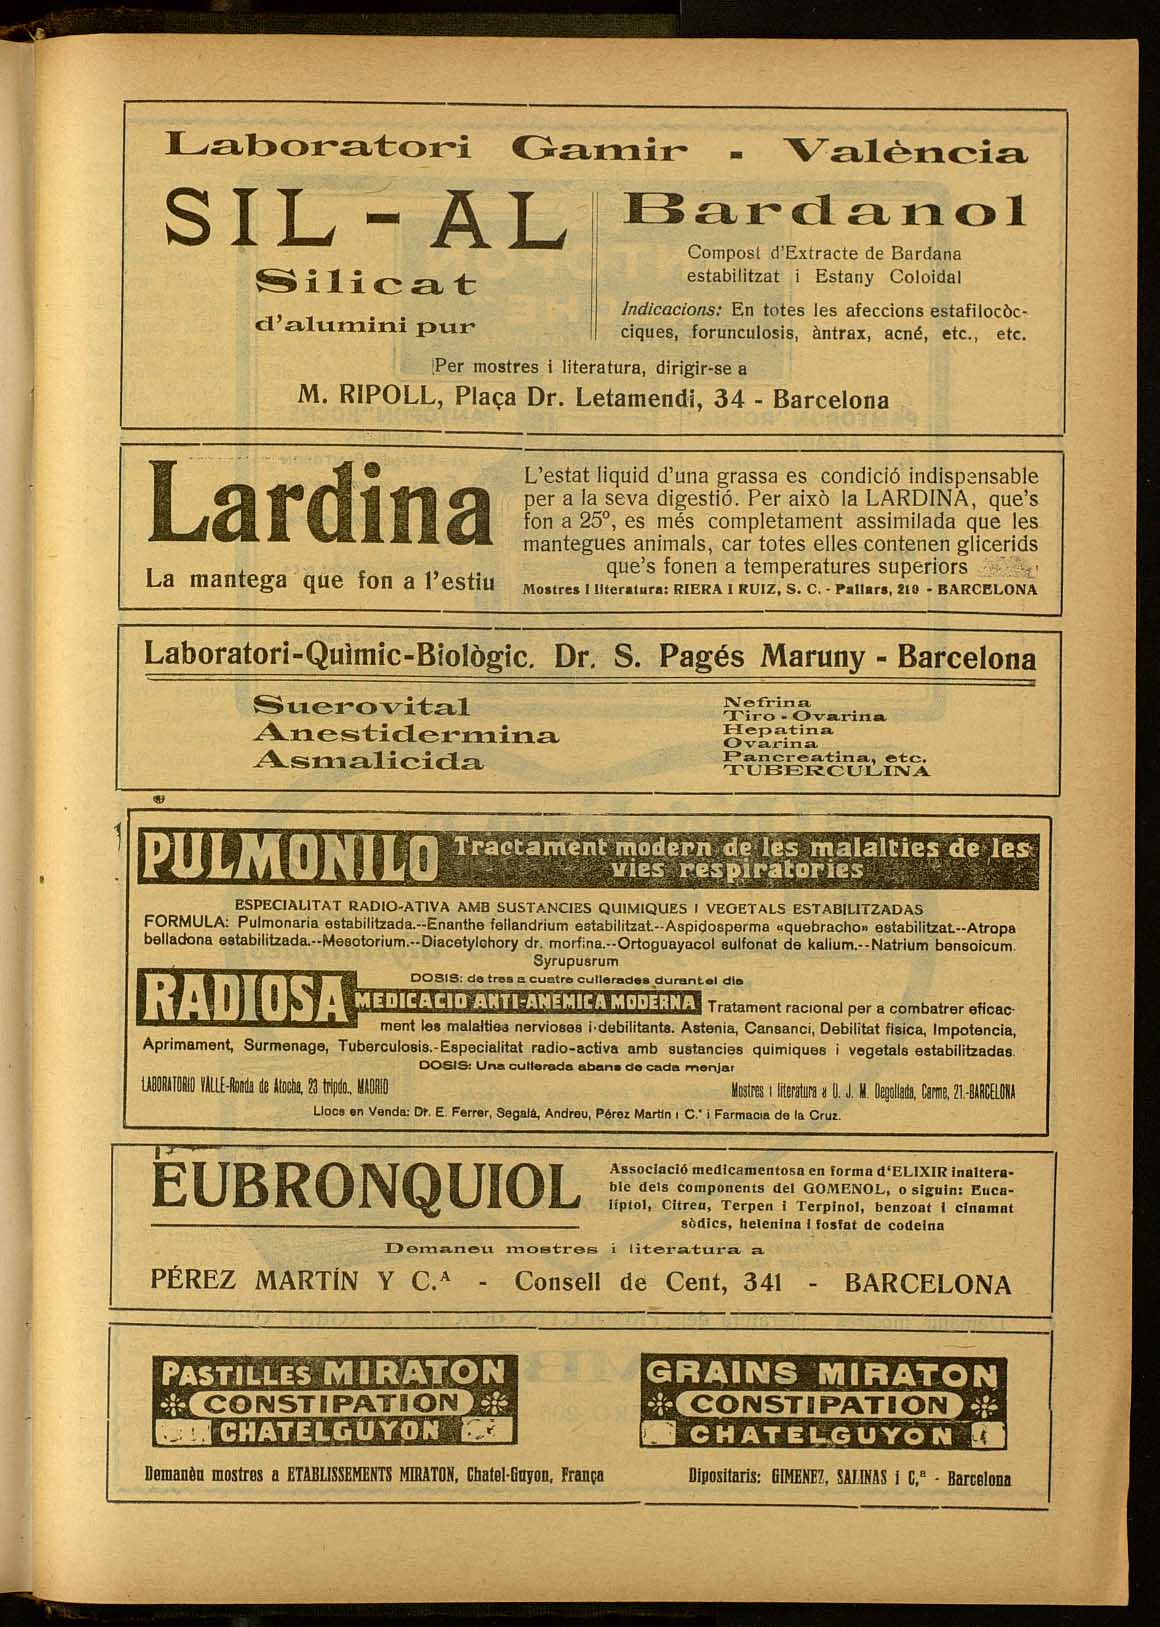 Laboratori Gamir - València
SIL-AL
Silicat
d'alumini pur
Bardanol
Compost d'Extracte de Bardana
estabilitzat i Estany Coloidal
Indicacions: En totes les afeccions estafilocòc-
ciques, forunculosis, àntrax, acné, etc., etc.
Per mostres i literatura, dirigir-se a
M. RIPOLL, Plaça Dr. Letamendi, 34 - Barcelona
Lardina
La mantega que fon a l'estiu
L'estat liquid d'una grassa es condició indispensable
per a la seva digestió. Per això la LARDINA, que's
fon a 25º, es més completament assimilada que les
mantegues animals, car totes elles contenen glicerids
que's fonen a temperatures superiors
Mostres i literatura: RIERA I RUIZ, S. C. - Pallars, 219 - BARCELONA
Laboratori-Quìmic-Biològic. Dr. S. Pagés Maruny - Barcelona
Suerovital
Anestidermina
Asmalicida
Nefrina
Tiro-Ovarina
Hepatina
Ovarina
Pancreatina, etc.
TUBERCULINA
PULMONILO Tractament modern de les malalties de les
vies respiratories
ESPECIALITAT RADIO-ATIVA AMB SUSTANCIES QUIMIQUES I VEGETALS ESTABILITZADAS
FORMULA: Pulmonaria estabilitzada.--Enanthe fellandrium estabilitzat.--Aspidosperma «quebracho» estabilitzat.--Atropa
belladona estabilitzada.--Mesotorium.--Diacetylchory dr. morfina.--Ortoguayacol sulfonat de kalium.--Natrium bensoicum.
Syrupusrum
DOSIS: de tres a cuatre cullerades durant el die
RADIOSA MEDICACIO ANTI-ANEMICA MODERNA Tratament racional per a combatrer eficac-
ment les malalties nervioses i debilitants. Astenia, Cansanci, Debilitat fisica, Impotencia,
Aprimament, Surmenage, Tuberculosis.-Especialitat radio-activa amb sustancies quimiques i vegetals estabilitzadas.
DOSIS: Una cullerada abans de cada menjar
LABORATORIO VALLE-Ronda de Atocha, 23 tripdo., MADRID
Mostres i literatura a D. J. M. Degollada, Carme, 21.-BARCELONA
Llocs en Venda: Dr. E. Ferrer, Segalà, Andreu, Pérez Martín i C.ª i Farmacia de la Cruz.
EUBRONQUIOL
Associació medicamentosa en forma d'ELIXIR inaltera-
ble dels components del GOMENOL, o siguin: Euca-
liptol, Citreu, Terpen i Terpinol, benzoat i cinamat
sòdics, helenina i fosfat de codeina
Demaneu mostres i literatura a
PÉREZ MARTÍN Y C.ᴬ - Consell de Cent, 341 - BARCELONA
PASTILLES MIRATON
CONSTIPATION
CHATELGUYON
GRAINS MIRATON
CONSTIPATION
CHATELGUYON
Demanèu mostres a ETABLISSEMENTS MIRATON, Chatel-Guyon, França
Dipositaris: GIMENEZ, SALINAS i C,ª - Barcelona